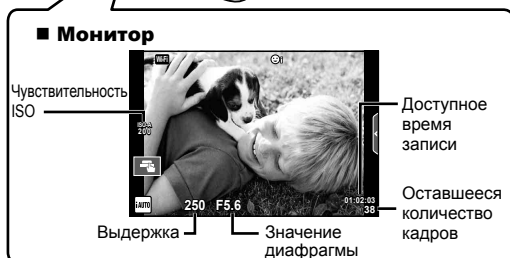 ■ Монитор
Wi-Fi
i
Чувствительность
ISO
ISO-A
200
Доступное
время
записи
01:02:03
38
Оставшееся
количество
кадров
iAUTO
250 F5.6
Выдержка
Значение
диафрагмы